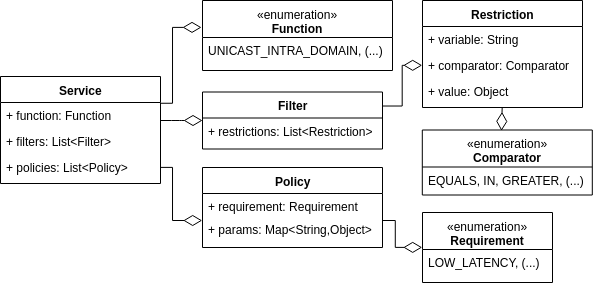 Service
+ function: Function
+ filters: List<Filter>
+ policies: List<Policy>
«enumeration»
Function
UNICAST_INTRA_DOMAIN, (...)
Filter
+ restrictions: List<Restriction>
Policy
+ requirement: Requirement
+ params: Map<String,Object>
Restriction
+ variable: String
+ comparator: Comparator
+ value: Object
«enumeration»
Comparator
EQUALS, IN, GREATER, (...)
«enumeration»
Requirement
LOW_LATENCY, (...)